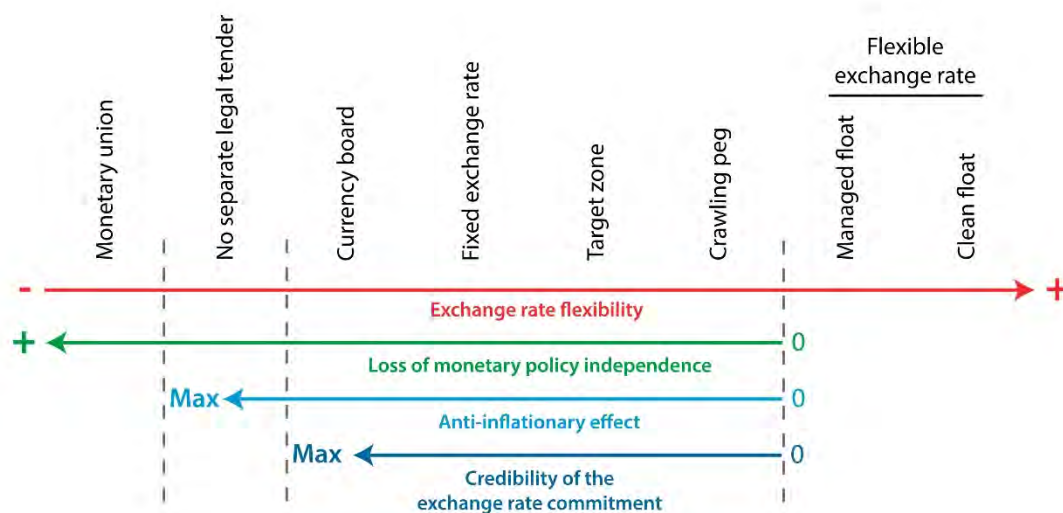 Monetary union
No separate legal tender
Currency board
Fixed exchange rate
Target zone
Crawling peg
Flexible
exchange rate
Managed float
Clean float
- +
Exchange rate flexibility
+ 0
Loss of monetary policy independence
Max 0
Anti-inflationary effect
Max 0
Credibility of the
exchange rate commitment